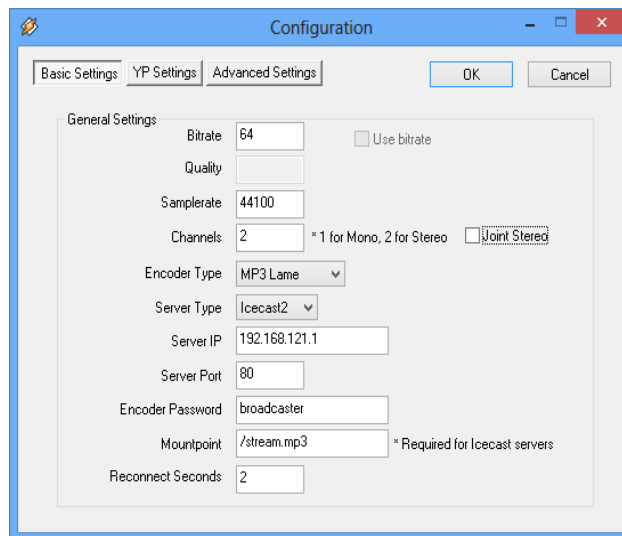 Configuration
Basic Settings YP Settings Advanced Settings OK Cancel
General Settings
Bitrate 64 Use bitrate
Quality
Samplerate 44100
Channels 2 * 1 for Mono, 2 for Stereo Joint Stereo
Encoder Type MP3 Lame
Server Type Icecast2
Server IP 192.168.121.1
Server Port 80
Encoder Password broadcaster
Mountpoint /stream.mp3 * Required for Icecast servers
Reconnect Seconds 2